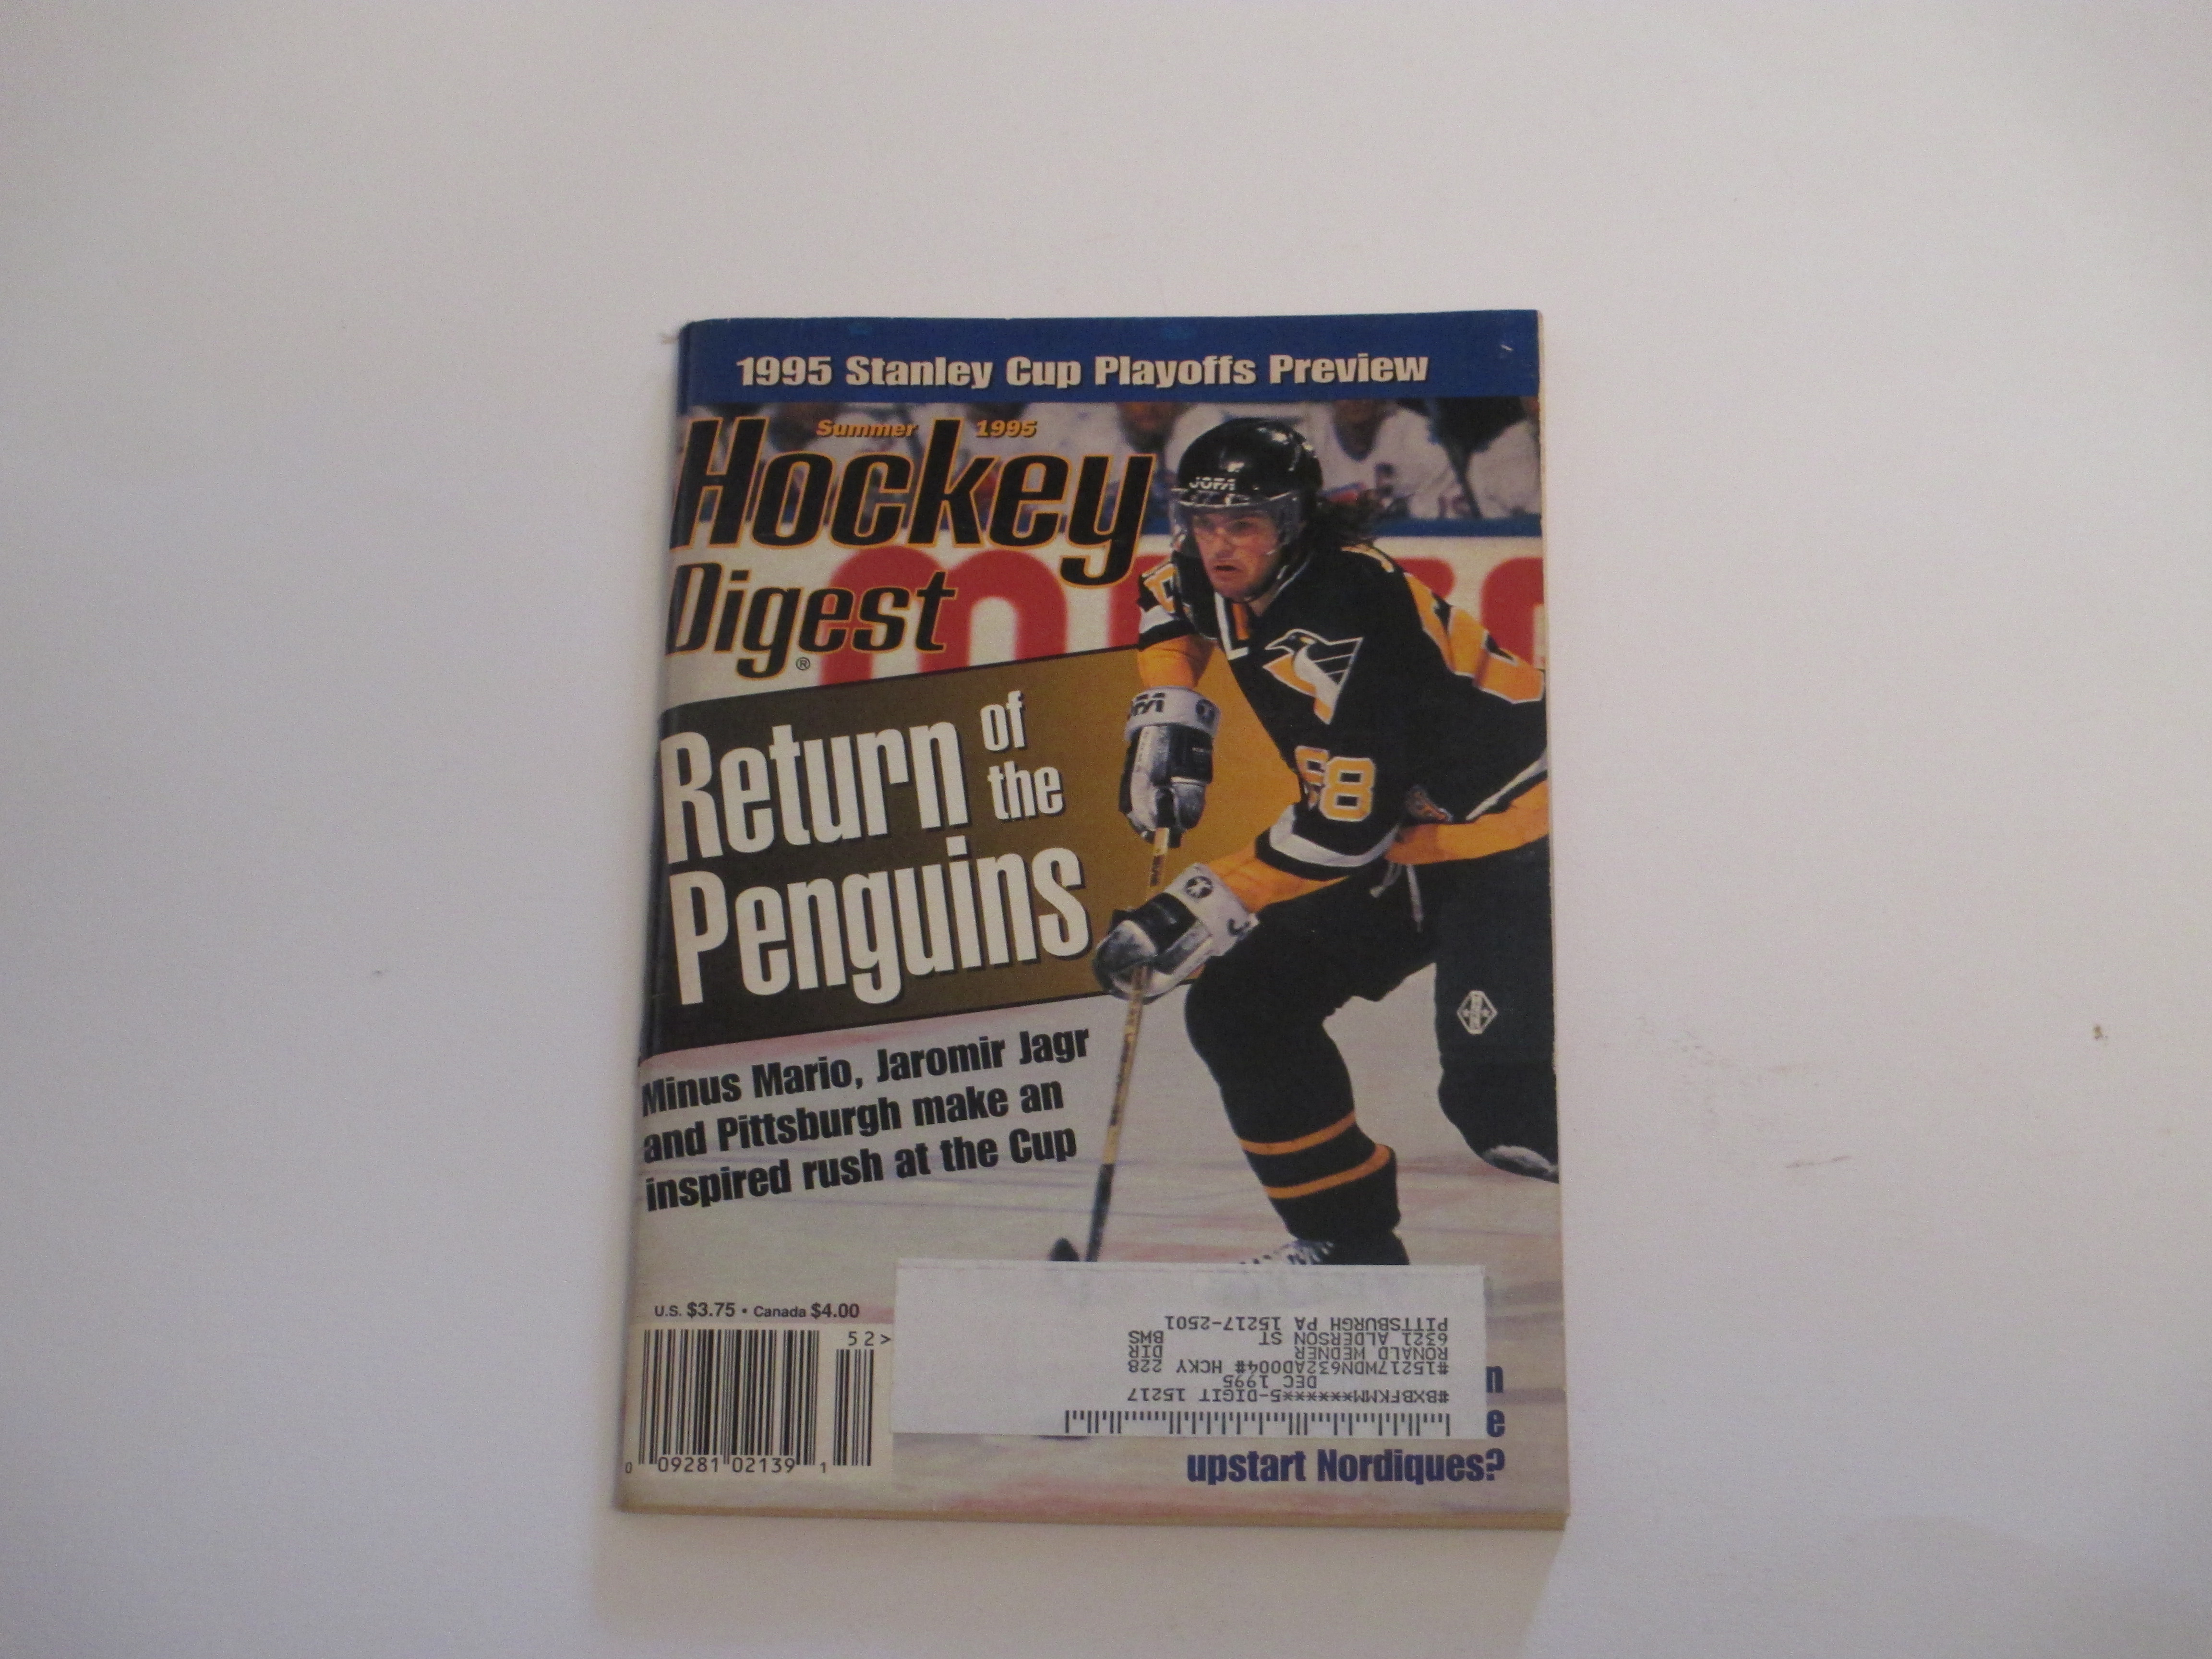 1995 Stanley Cup Playoffs Preview
Summer 1995
Hockey
Digest
®
JOFA
68
Return of the
Penguins
Minus Mario, Jaromir Jagr
and Pittsburgh make an
inspired rush at the Cup
U.S. $3.75 • Canada $4.00
52>
0 09281 02139 1
#BXBFKMM********5-DIGIT 15217
DEC 1995
#15217WDN632AD004# HCKY 228
RONALD WEDNER DIR
6321 ALDERSON ST BWS
PITTSBURGH PA 15217-2501
n
e
upstart Nordiques?